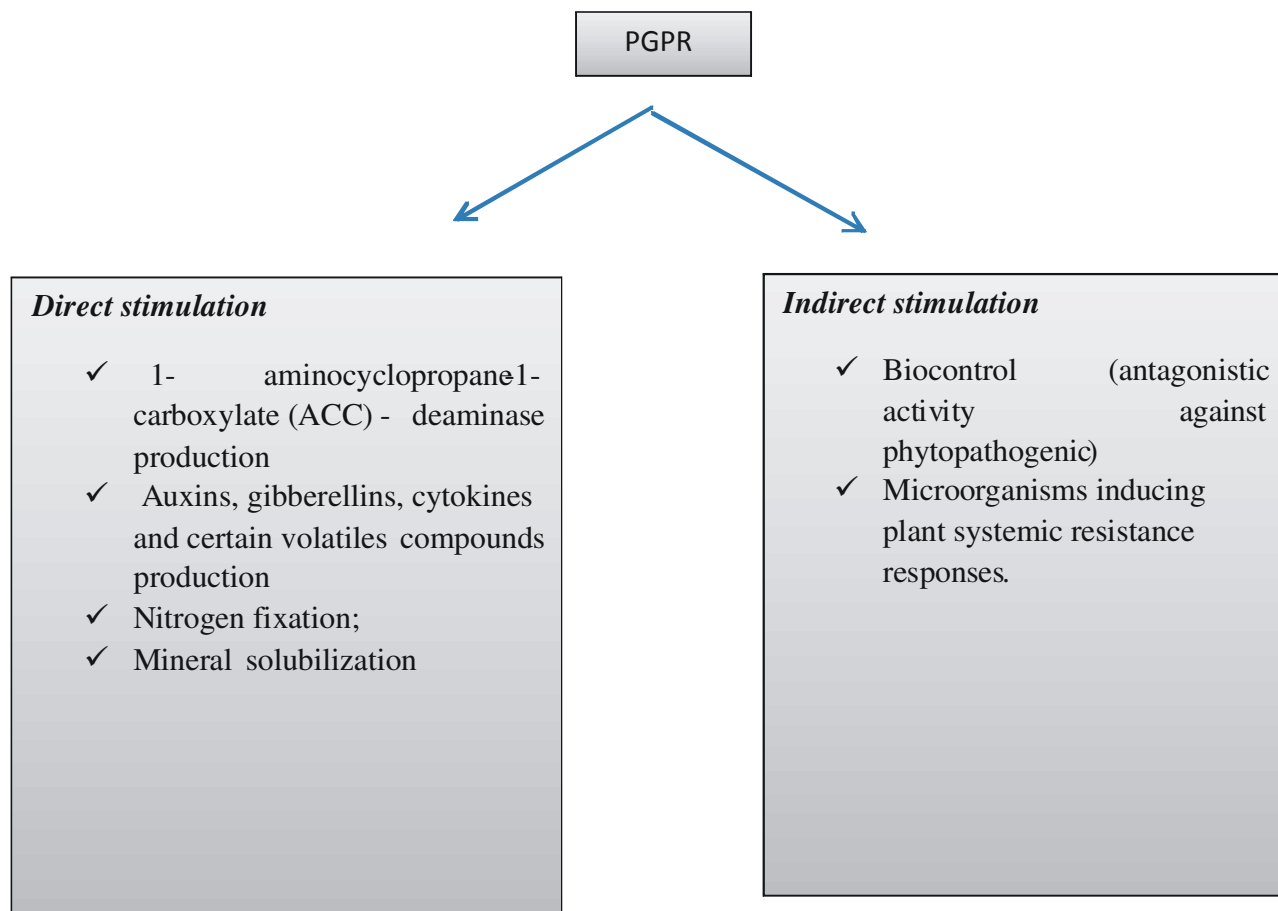 PGPR
Direct stimulation
✓ 1- aminocyclopropane-1-
carboxylate (ACC) - deaminase
production
✓ Auxins, gibberellins, cytokines
and certain volatiles compounds
production
✓ Nitrogen fixation;
✓ Mineral solubilization
Indirect stimulation
✓ Biocontrol (antagonistic
activity against
phytopathogenic)
✓ Microorganisms inducing
plant systemic resistance
responses.